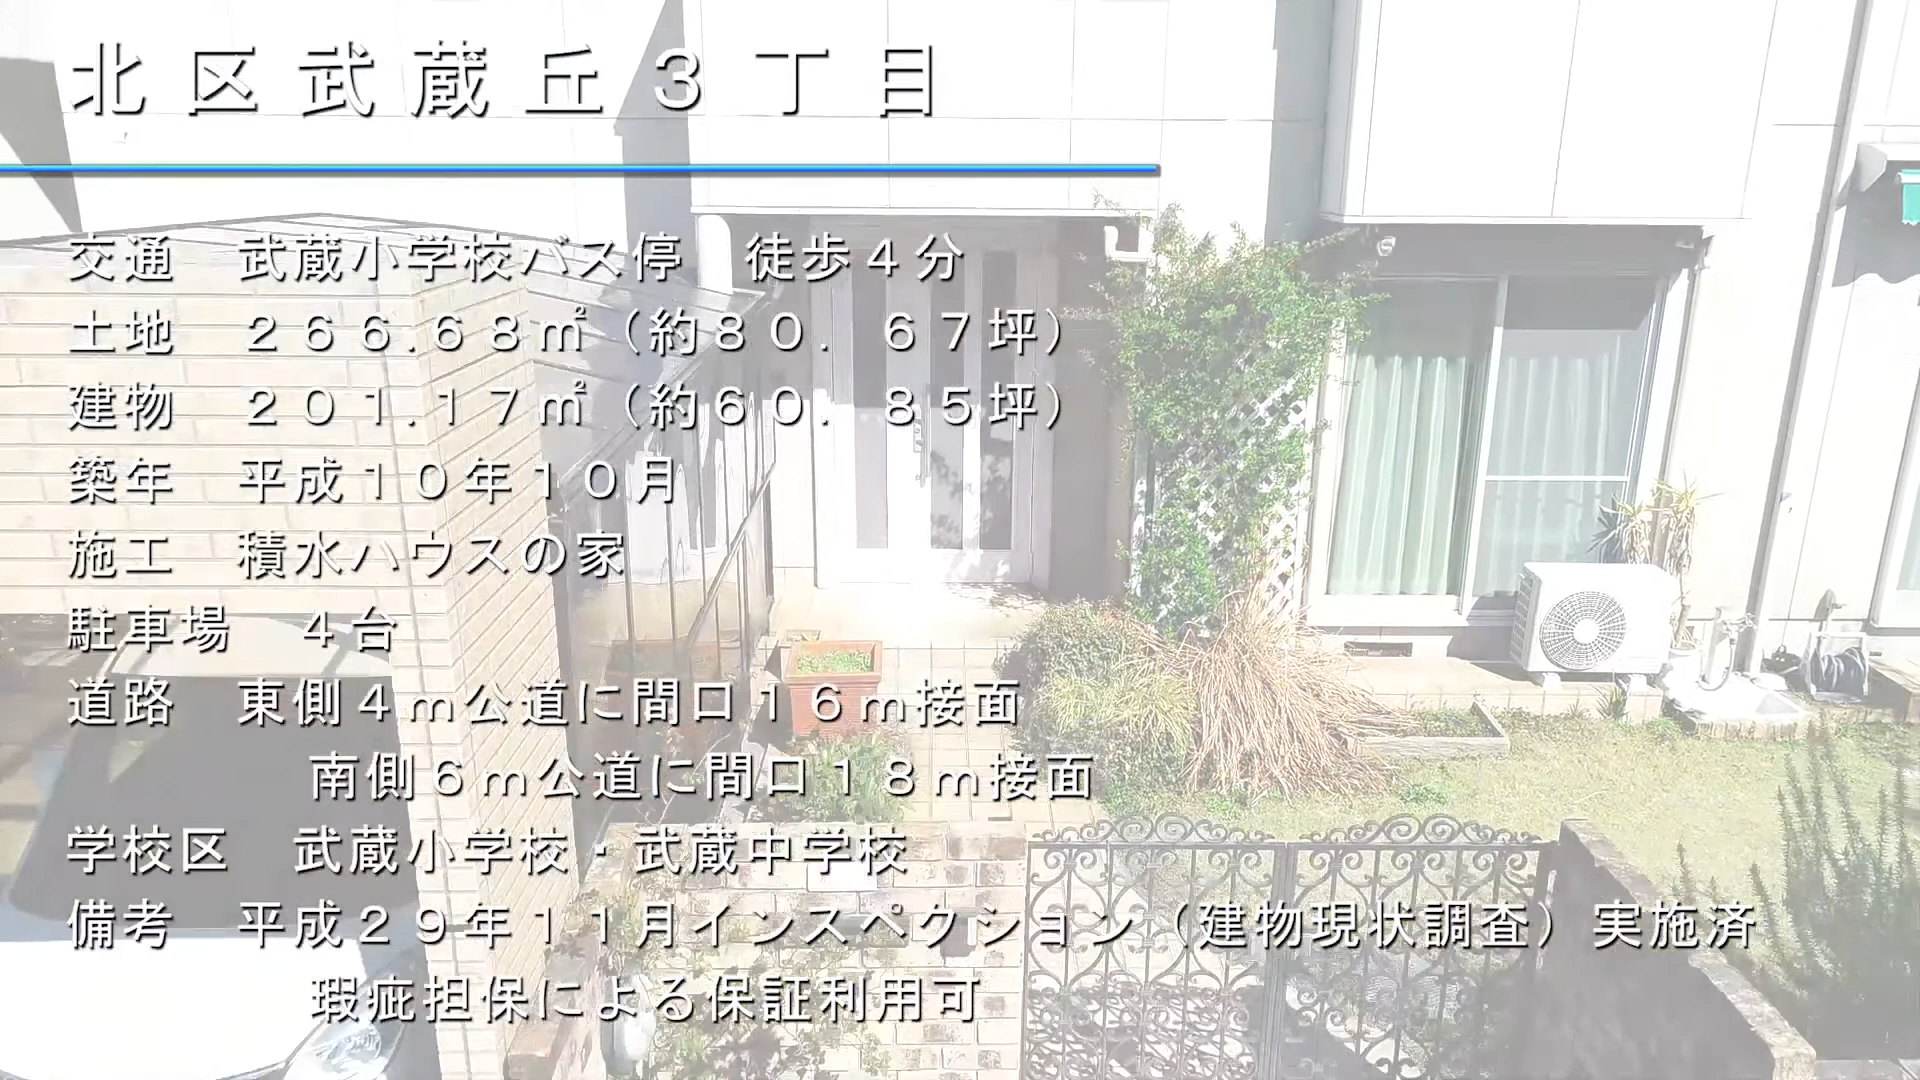 北区武蔵丘３丁目
交通　武蔵小学校バス停　徒歩４分
土地　２６６.６８㎡（約８０．６７坪）
建物　２０１.１７㎡（約６０．８５坪）
築年　平成１０年１０月
施工　積水ハウスの家
駐車場　４台
道路　東側４ｍ公道に間口１６ｍ接面
南側６ｍ公道に間口１８ｍ接面
学校区　武蔵小学校・武蔵中学校
備考　平成２９年１１月インスペクション（建物現状調査）実施済
瑕疵担保による保証利用可